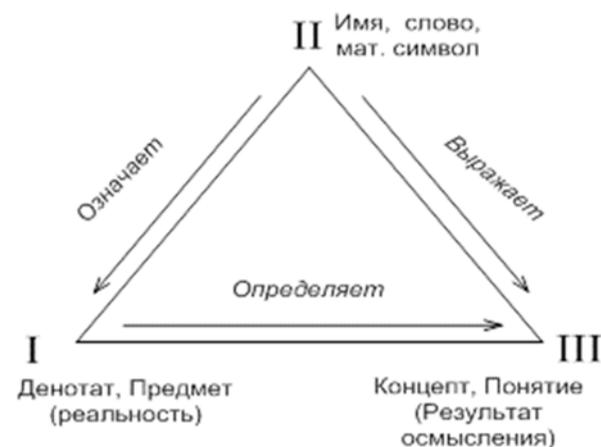 II
Имя, слово,
мат. символ
Означает
Выражает
Определяет
I
III
Денотат, Предмет
(реальность)
Концепт, Понятие
(Результат
осмысления)